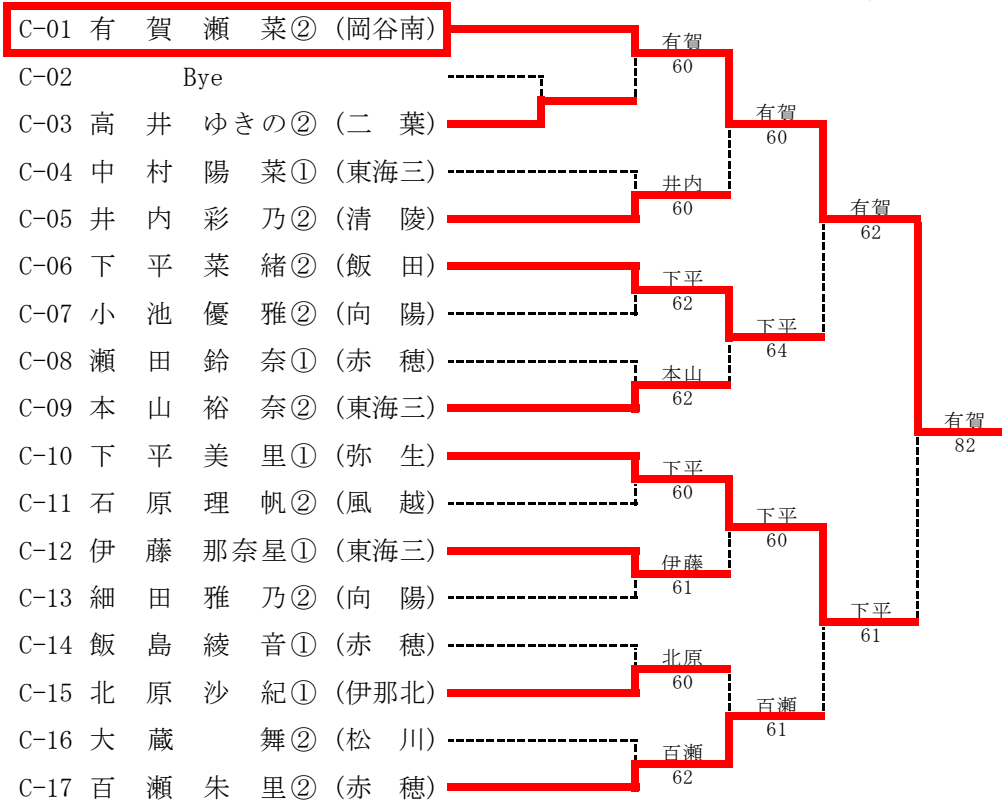 C-01 有 賀 瀬 菜② (岡谷南)
C-02 Bye
C-03 高 井 ゆきの② (二 葉)
C-04 中 村 陽 菜① (東海三)
C-05 井 内 彩 乃② (清 陵)
C-06 下 平 菜 緒② (飯 田)
C-07 小 池 優 雅② (向 陽)
C-08 瀬 田 鈴 奈① (赤 穂)
C-09 本 山 裕 奈② (東海三)
C-10 下 平 美 里① (弥 生)
C-11 石 原 理 帆② (風 越)
C-12 伊 藤 那奈星① (東海三)
C-13 細 田 雅 乃② (向 陽)
C-14 飯 島 綾 音① (赤 穂)
C-15 北 原 沙 紀① (伊那北)
C-16 大 蔵 舞② (松 川)
C-17 百 瀬 朱 里② (赤 穂)
有賀
60
井内
60
下平
62
本山
62
下平
60
伊藤
61
北原
60
百瀬
62
有賀
60
下平
64
下平
60
百瀬
61
有賀
62
下平
61
有賀
82